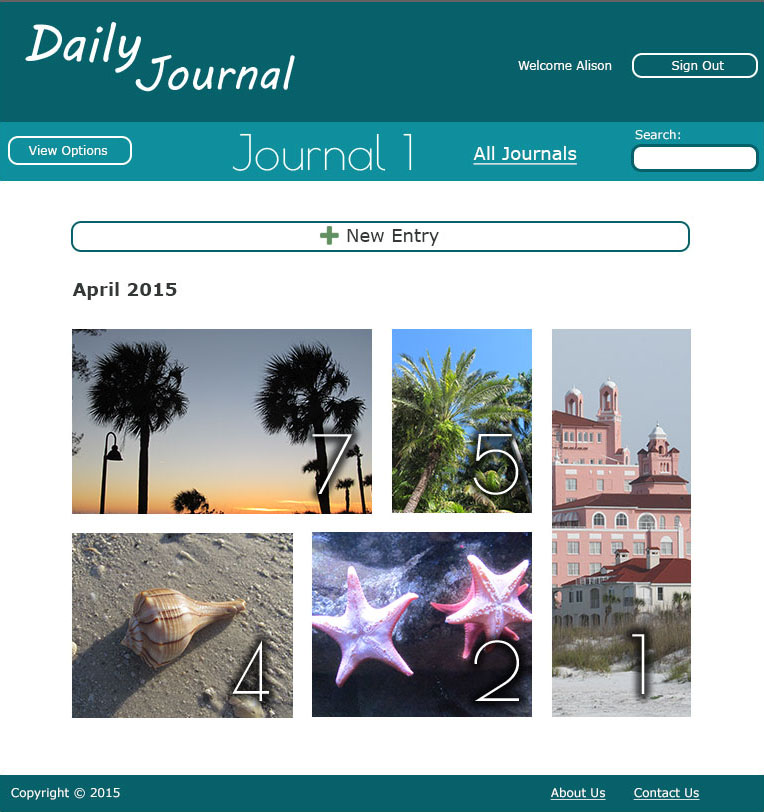 Daily
Journal
Welcome Alison
Sign Out
View Options
Journal 1
All Journals
Search:
New Entry
April 2015
7
5
4
2
1
Copyright © 2015
About Us
Contact Us